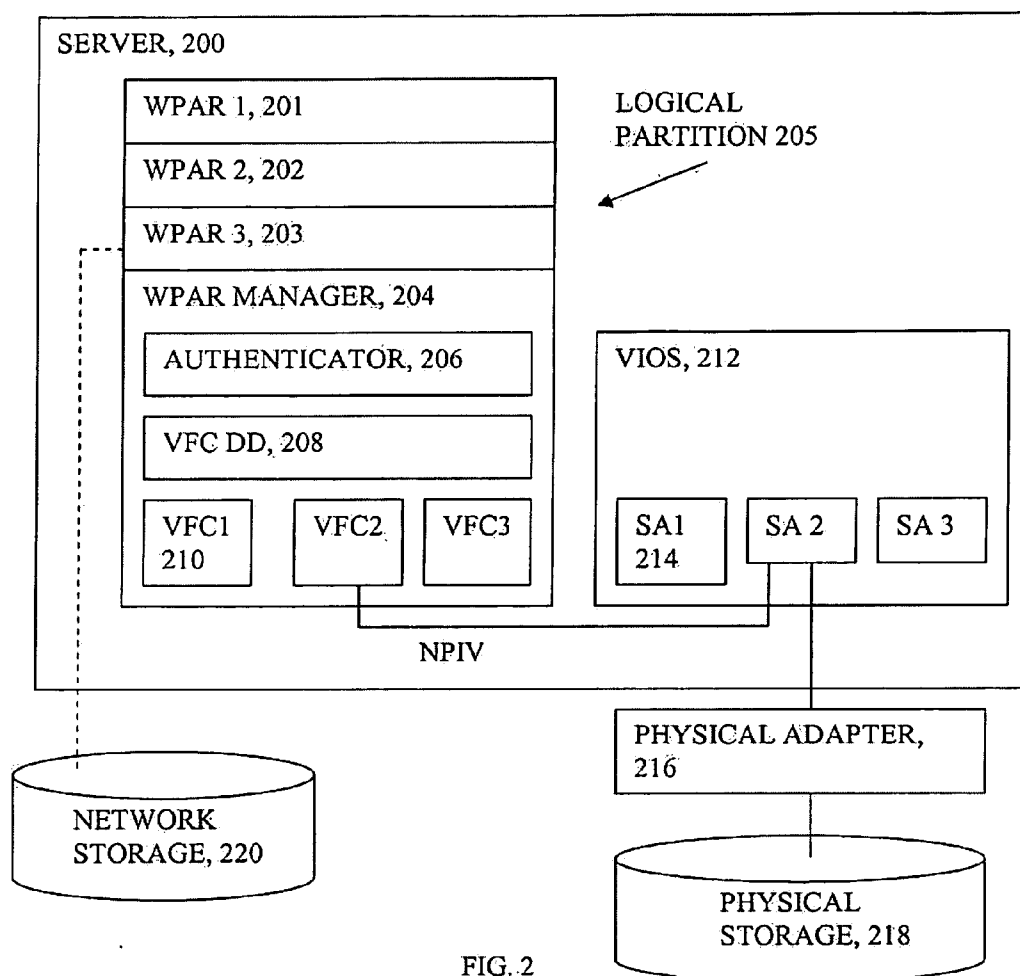 SERVER, 200
WPAR 1, 201
LOGICAL
PARTITION 205
WPAR 2, 202
WPAR 3, 203
WPAR MANAGER, 204
AUTHENTICATOR, 206
VIOS, 212
VFC DD, 208
VFC1
210
VFC2
VFC3
SA1
214
SA 2
SA 3
NPIV
PHYSICAL ADAPTER,
216
NETWORK
STORAGE, 220
PHYSICAL
STORAGE, 218
FIG. 2